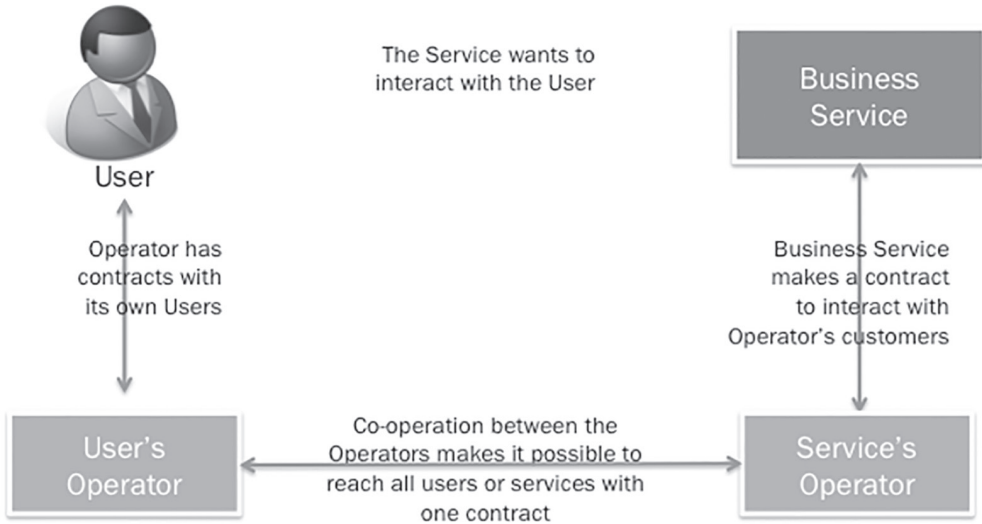 The Service wants to
interact with the User
Business
Service
User
Operator has
contracts with
its own Users
Business Service
makes a contract
to interact with
Operator's customers
User's
Operator
Co-operation between the
Operators makes it possible to
reach all users or services with
one contract
Service's
Operator